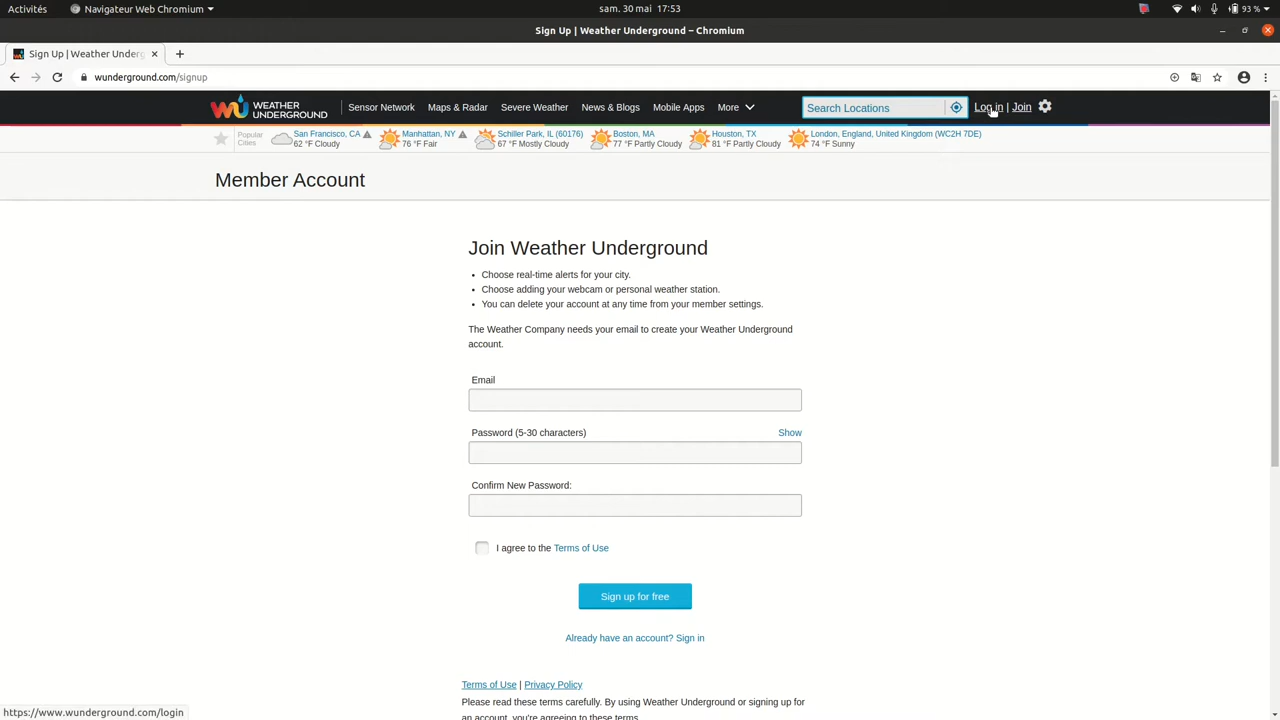 Activités
Navigateur Web Chromium
sam. 30 mai 17:53
93 %
Sign Up | Weather Underground – Chromium
Sign Up | Weather Underg
wunderground.com/signup
WEATHER
UNDERGROUND
Sensor Network
Maps & Radar
Severe Weather
News & Blogs
Mobile Apps
More
Search Locations
Log in | Join
Popular
Cities
San Francisco, CA
62 °F Cloudy
Manhattan, NY
76 °F Fair
Schiller Park, IL (60176)
67 °F Mostly Cloudy
Boston, MA
77 °F Partly Cloudy
Houston, TX
81 °F Partly Cloudy
London, England, United Kingdom (WC2H 7DE)
74 °F Sunny
Member Account
Join Weather Underground
• Choose real-time alerts for your city.
• Choose adding your webcam or personal weather station.
• You can delete your account at any time from your member settings.
The Weather Company needs your email to create your Weather Underground
account.
Email
Password (5-30 characters)
Show
Confirm New Password:
I agree to the Terms of Use
Sign up for free
Already have an account? Sign in
Terms of Use | Privacy Policy
Please read these terms carefully. By using Weather Underground or signing up for
an account, you're agreeing to these terms.
https://www.wunderground.com/login